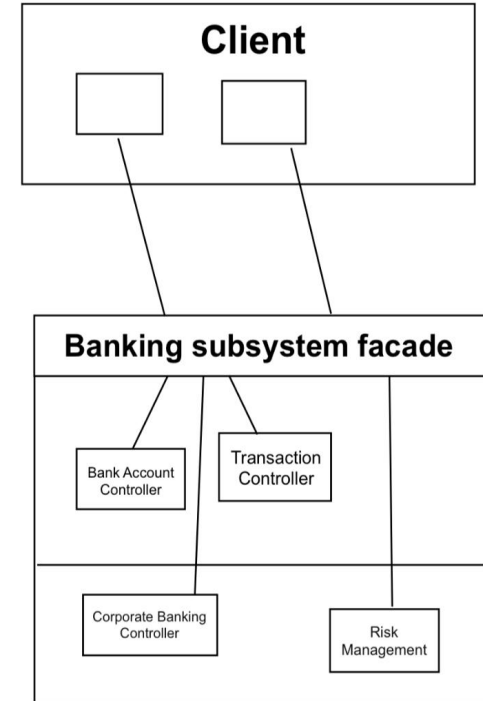 Client
Banking subsystem facade
Bank Account
Controller
Transaction
Controller
Corporate Banking
Controller
Risk
Management